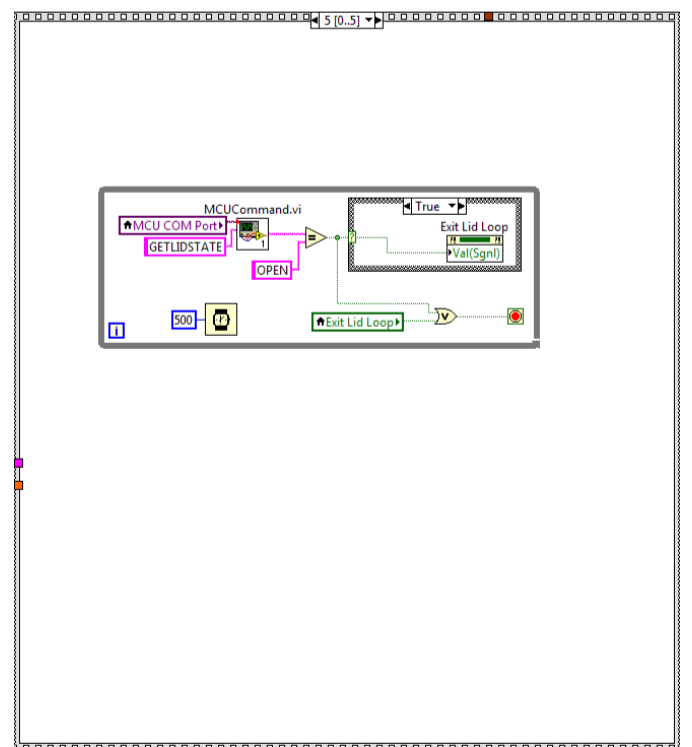 5 [0..5]
MCUCommand.vi
True
MCU COM Port
Exit Lid Loop
GETLIDSTATE
1
=
?
Val(Sgnl)
OPEN
500
Exit Lid Loop
V
i